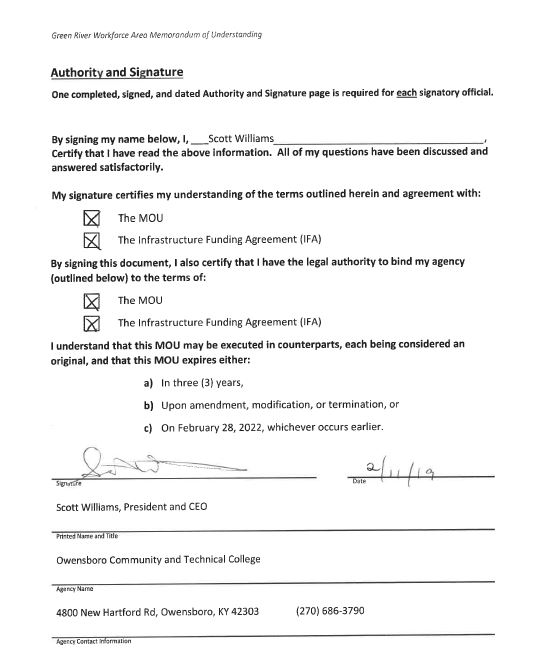 Green River Workforce Area Memorandum of Understanding
Authority and Signature
One completed, signed, and dated Authority and Signature page is required for each signatory official.
By signing my name below, I, ___Scott Williams___,
Certify that I have read the above information. All of my questions have been discussed and
answered satisfactorily.
My signature certifies my understanding of the terms outlined herein and agreement with:
The MOU
The Infrastructure Funding Agreement (IFA)
By signing this document, I also certify that I have the legal authority to bind my agency
(outlined below) to the terms of:
The MOU
The Infrastructure Funding Agreement (IFA)
I understand that this MOU may be executed in counterparts, each being considered an
original, and that this MOU expires either:
a) In three (3) years,
b) Upon amendment, modification, or termination, or
c) On February 28, 2022, whichever occurs earlier.
2/11/19
Signature Date
Scott Williams, President and CEO
Printed Name and Title
Owensboro Community and Technical College
Agency Name
4800 New Hartford Rd, Owensboro, KY 42303 (270) 686-3790
Agency Contact Information